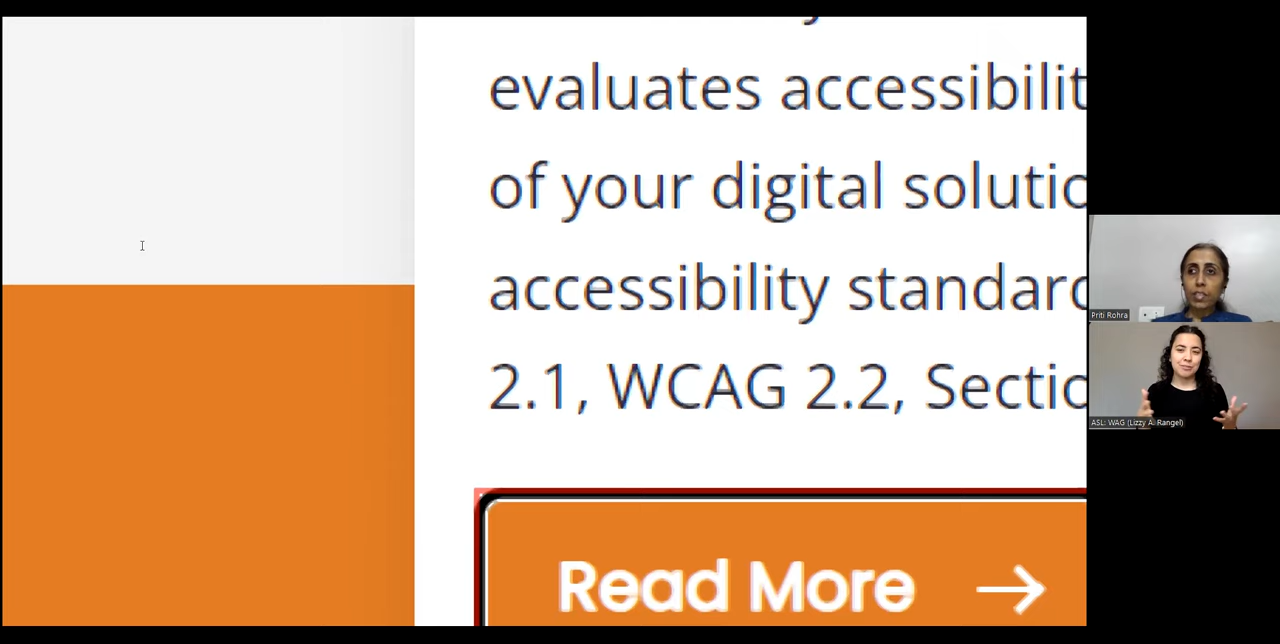 evaluates accessibilit
of your digital solutio
accessibility standard
2.1, WCAG 2.2, Sectio
Read More
Priti Rohra
ASL: WAG (Lizzy A. Rangel)